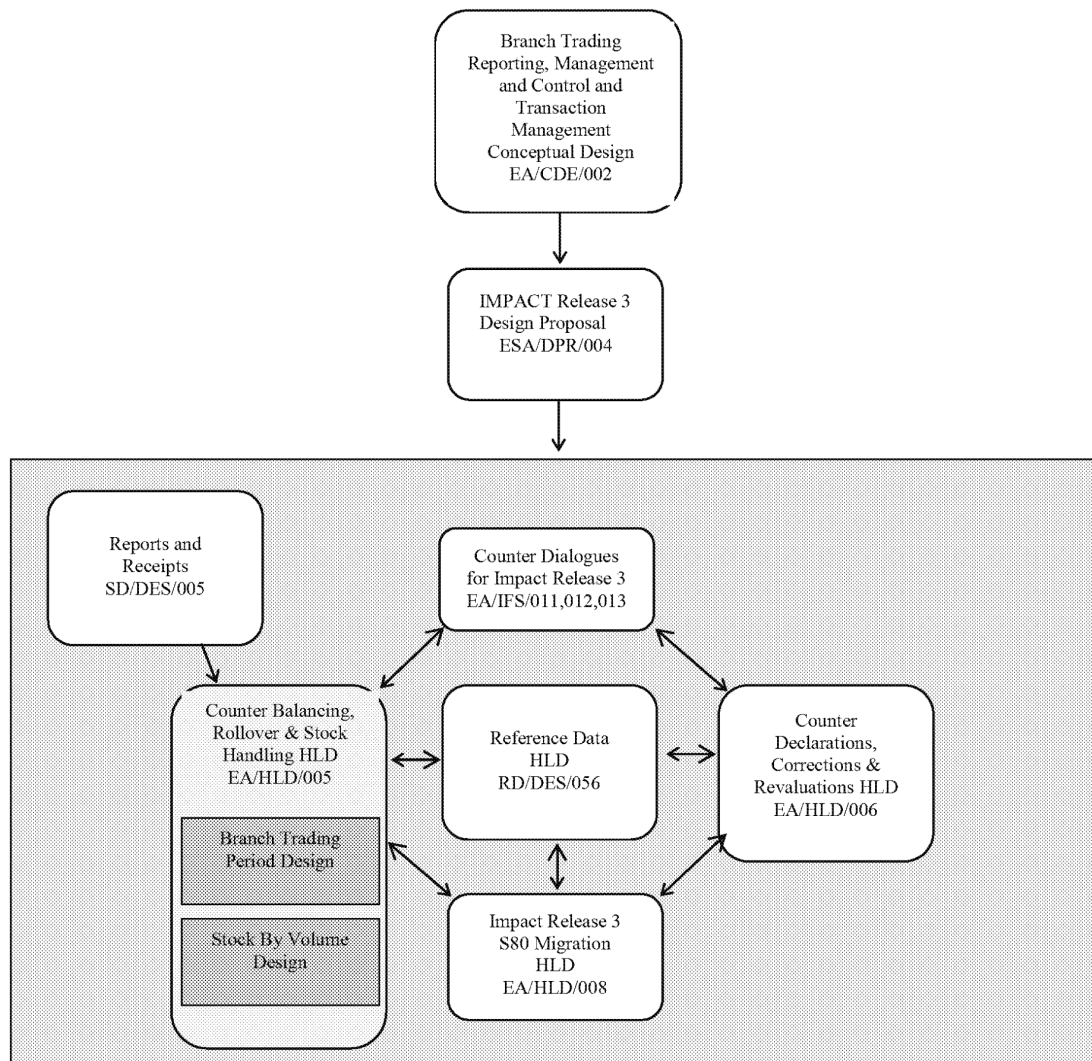 Branch Trading
Reporting, Management
and Control and
Transaction
Management
Conceptual Design
EA/CDE/002
IMPACT Release 3
Design Proposal
ESA/DPR/004
Reports and
Receipts
SD/DES/005
Counter Dialogues
for Impact Release 3
EA/IFS/011,012,013
Counter Balancing,
Rollover & Stock
Handling HLD
EA/HLD/005
Branch Trading
Period Design
Stock By Volume
Design
Reference Data
HLD
RD/DES/056
Counter
Declarations,
Corrections &
Revaluations HLD
EA/HLD/006
Impact Release 3
S80 Migration
HLD
EA/HLD/008